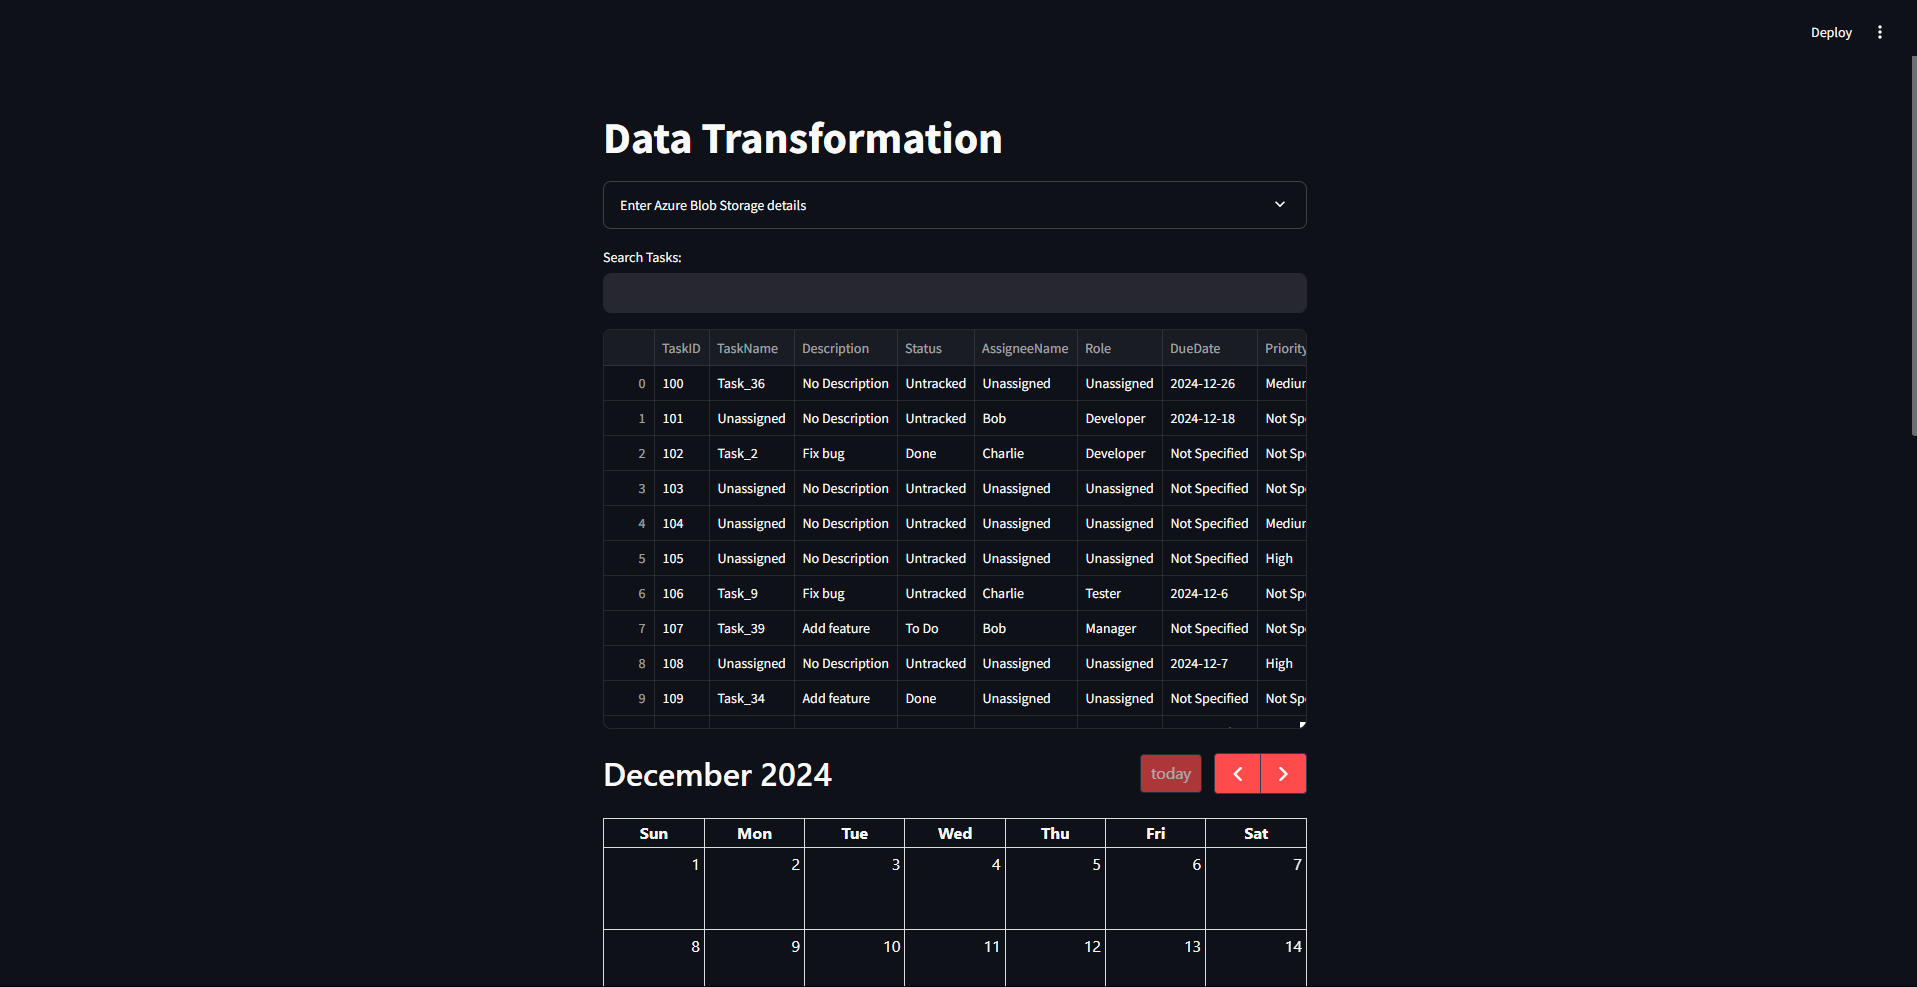 Deploy
Data Transformation
Enter Azure Blob Storage details
Search Tasks:
TaskID TaskName Description Status AssigneeName Role DueDate Priority
0 100 Task_36 No Description Untracked Unassigned Unassigned 2024-12-26
1 101 Unassigned No Description Untracked Bob Developer 2024-12-18 Not
2 102 Task_2 Fix bug Done Charlie Developer Not Specified Not
3 103 Unassigned No Description Untracked Unassigned Unassigned Not Specified Not
4 104 Unassigned No Description Untracked Unassigned Unassigned Not Specified
5 105 Unassigned No Description Untracked Unassigned Unassigned Not Specified High
6 106 Task_9 Fix bug Untracked Charlie Tester 2024-12-6 Not
7 107 Task_39 Add feature To Do Bob Manager Not Specified Not
8 108 Unassigned No Description Untracked Unassigned Unassigned 2024-12-7 High
9 109 Task_34 Add feature Done Unassigned Unassigned Not Specified Not
December 2024 today
Sun Mon Tue Wed Thu Fri Sat
1 2 3 4 5 6 7
8 9 10 11 12 13 14